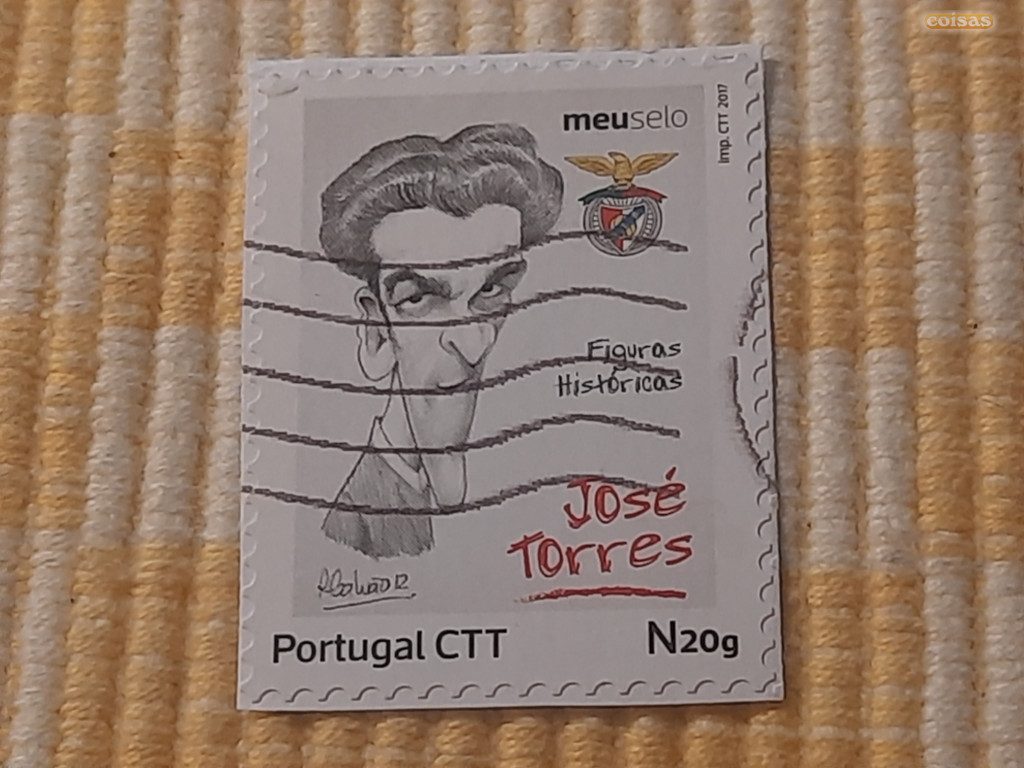 coisas
meuselo
Imp. CTT 2017
Figuras
Históricas
José
Torres
Portugal CTT
N20g